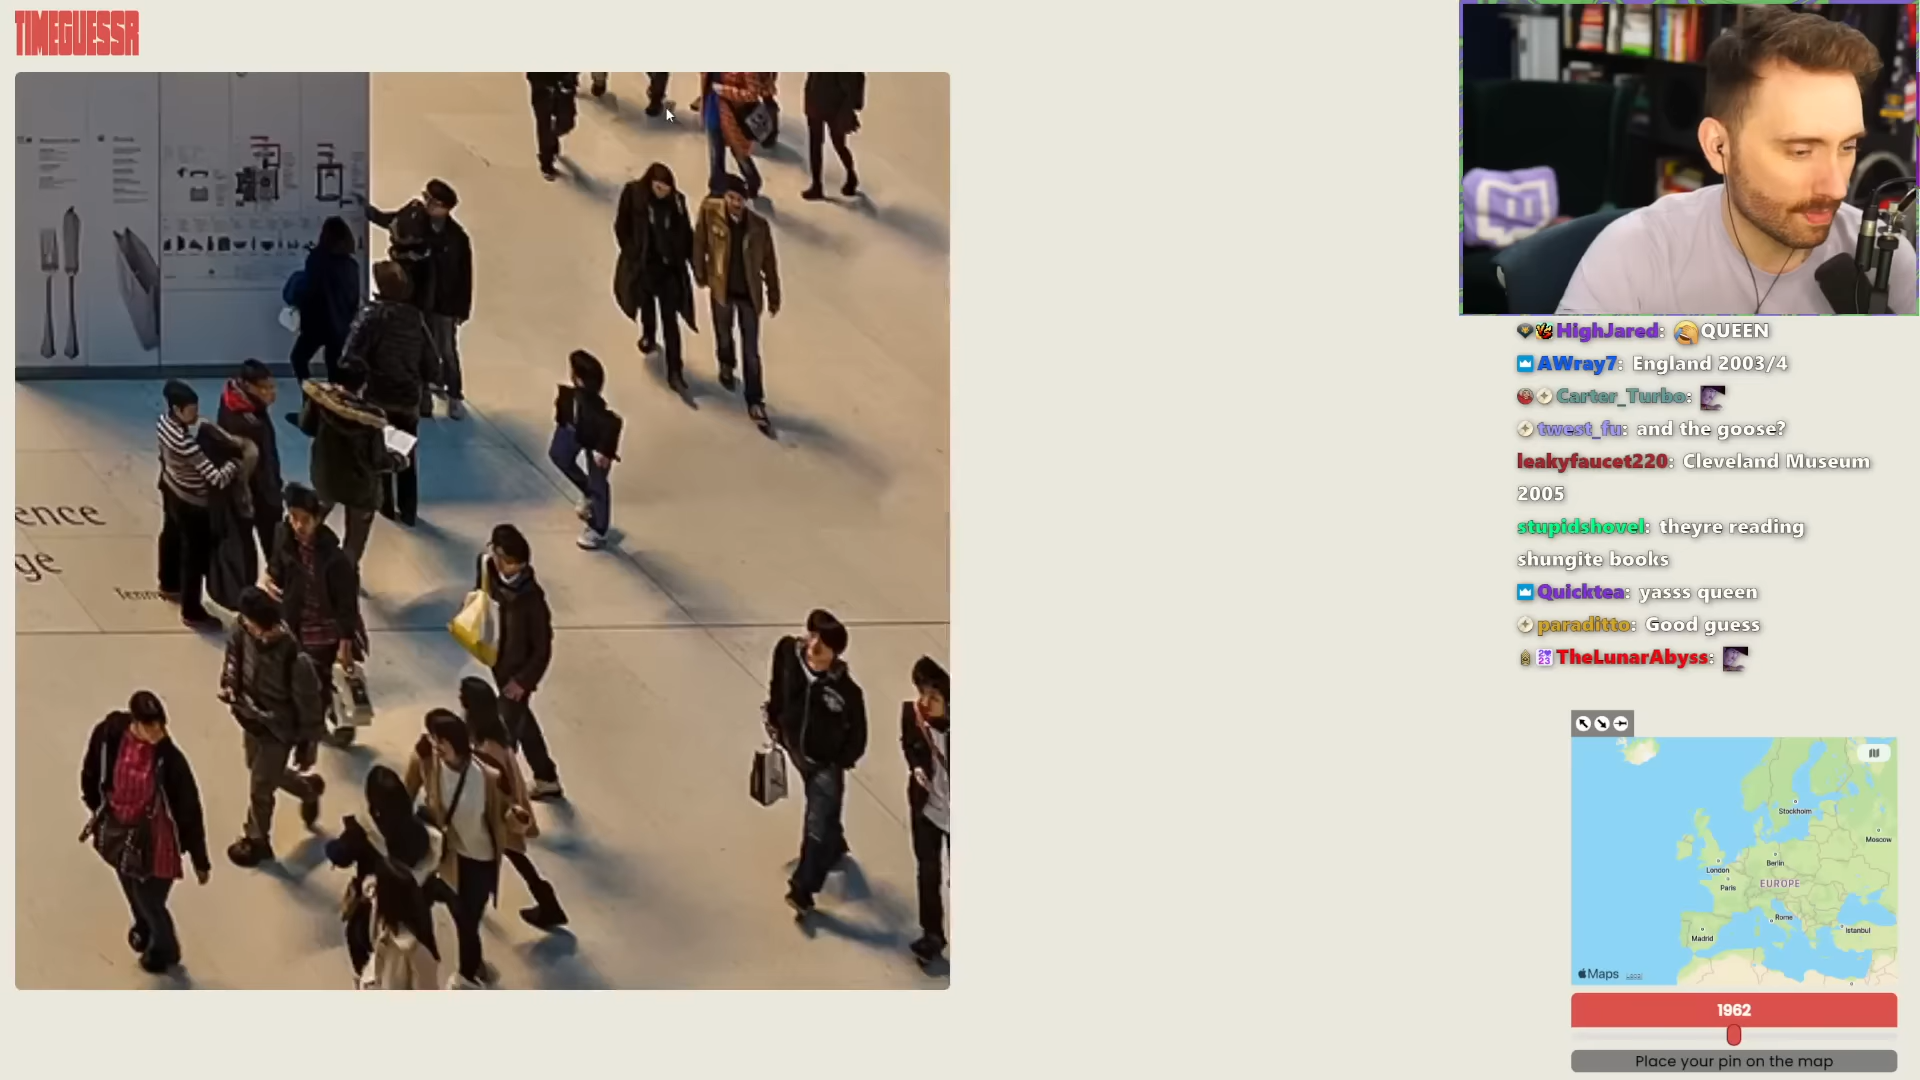 TIMEGUESSR
ence
ge
Tenny
HighJared: QUEEN
AWray7: England 2003/4
Carter_Turbo:
twest_fu: and the goose?
leakyfaucet220: Cleveland Museum
2005
stupidshovel: theyre reading
shungite books
Quicktea: yasss queen
paraditto: Good guess
TheLunarAbyss:
Stockholm
Moscow
Berlin
London
Paris
EUROPE
Rome
Istanbul
Madrid
Maps
1962
Place your pin on the map